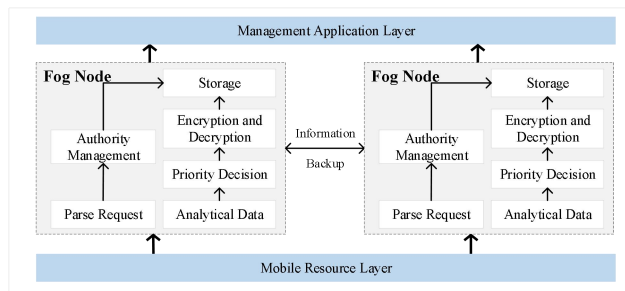 Management Application Layer
Fog Node
Storage
Encryption and
Decryption
Authority
Management
Priority Decision
Parse Request
Analytical Data
Information
Backup
Fog Node
Storage
Encryption and
Decryption
Authority
Management
Priority Decision
Parse Request
Analytical Data
Mobile Resource Layer